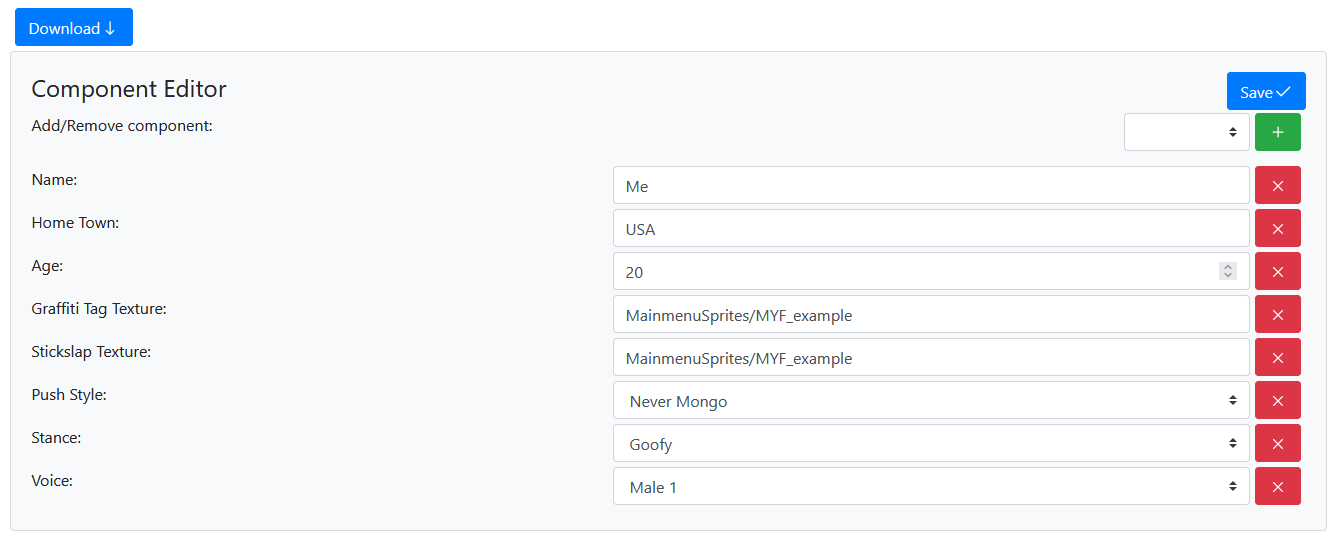 Download ↓
Component Editor
Save ✓
Add/Remove component:
Name:
Me
Home Town:
USA
Age:
20
Graffiti Tag Texture:
MainmenuSprites/MYF_example
Stickslap Texture:
MainmenuSprites/MYF_example
Push Style:
Never Mongo
Stance:
Goofy
Voice:
Male 1